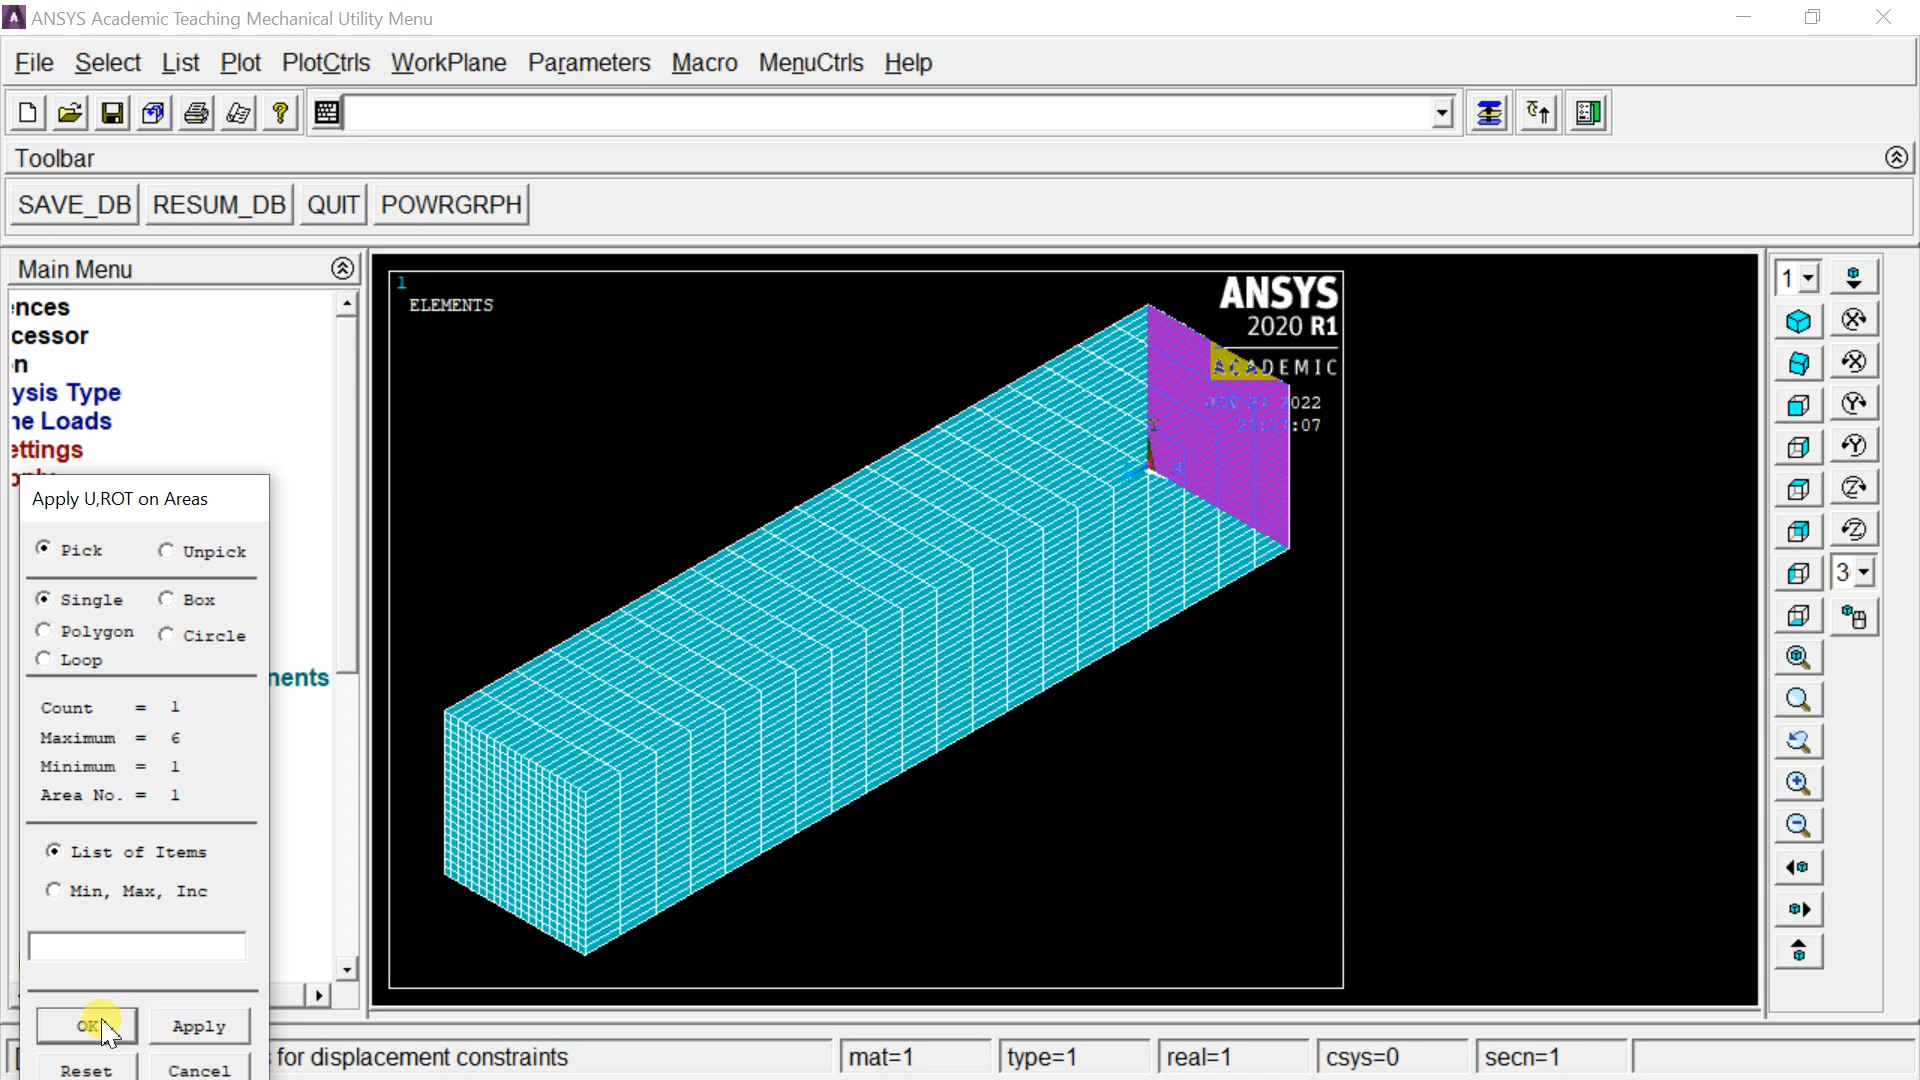 ANSYS Academic Teaching Mechanical Utility Menu
File Select List Plot PlotCtrls WorkPlane Parameters Macro MenuCtrls Help
Toolbar
SAVE_DB RESUM_DB QUIT POWRGRPH
Main Menu
ences
cessor
n
ysis Type
ne Loads
ettings
nents
Apply U,ROT on Areas
Pick Unpick
Single Box
Polygon Circle
Loop
Count = 1
Maximum = 6
Minimum = 1
Area No. = 1
List of Items
Min, Max, Inc
OK Apply
Reset Cancel
1
ELEMENTS
ANSYS
2020 R1
ACADEMIC
2022
:07
1
3
for displacement constraints
mat=1 type=1 real=1 csys=0 secn=1